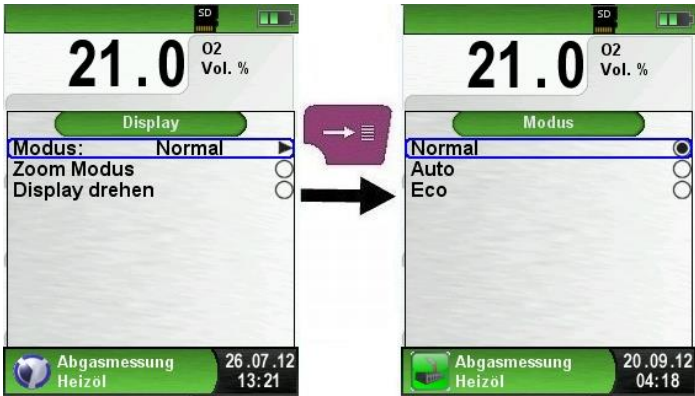 SD
21.0 O2
Vol. %
Display
Modus: Normal
Zoom Modus
Display drehen
Abgasmessung 26.07.12
Heizöl 13:21
SD
21.0 O2
Vol. %
Modus
Normal
Auto
Eco
Abgasmessung 20.09.12
Heizöl 04:18